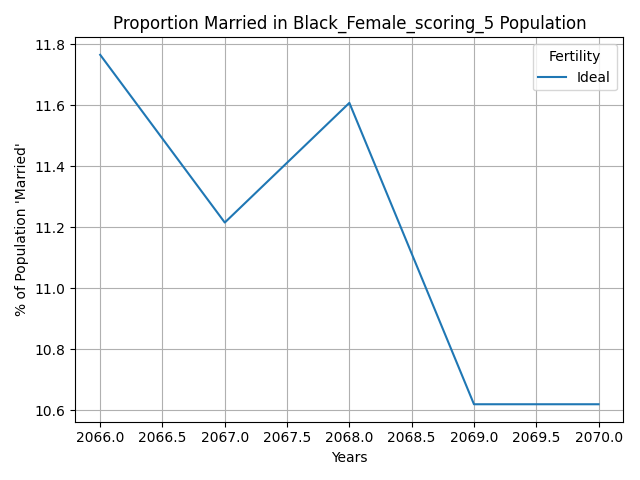 Proportion Married in Black_Female_scoring_5 Population
Fertility
Ideal
% of Population 'Married'
11.8
11.6
11.4
11.2
11.0
10.8
10.6
2066.0 2066.5 2067.0 2067.5 2068.0 2068.5 2069.0 2069.5 2070.0
Years